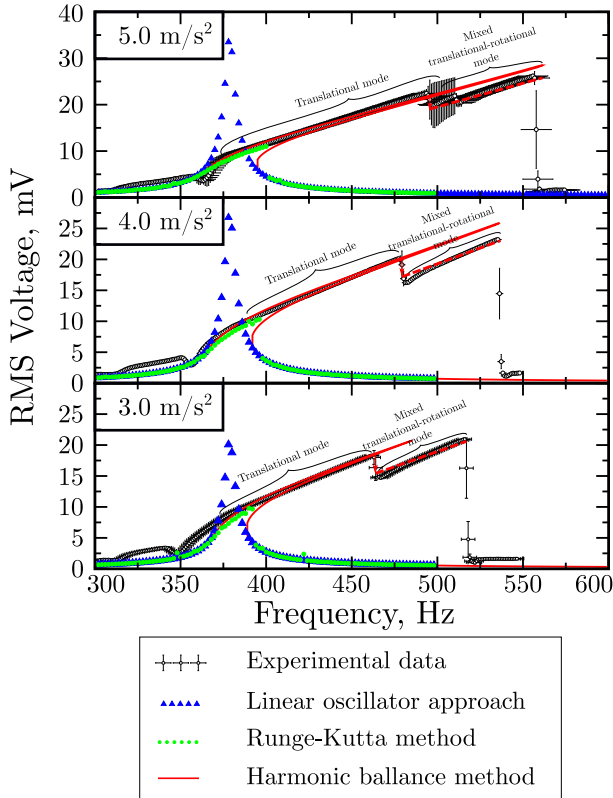 40
30
20
10
0
5.0 m/s²
Translational mode
Mixed
translational-rotational
mode
RMS Voltage, mV
25
20
15
10
5
0
4.0 m/s²
Translational mode
Mixed
translational-rotational
mode
25
20
15
10
5
0
3.0 m/s²
Translational mode
Mixed
translational-rotational
mode
300 350 400 450 500 550 600
Frequency, Hz
Experimental data
Linear oscillator approach
Runge-Kutta method
Harmonic ballance method